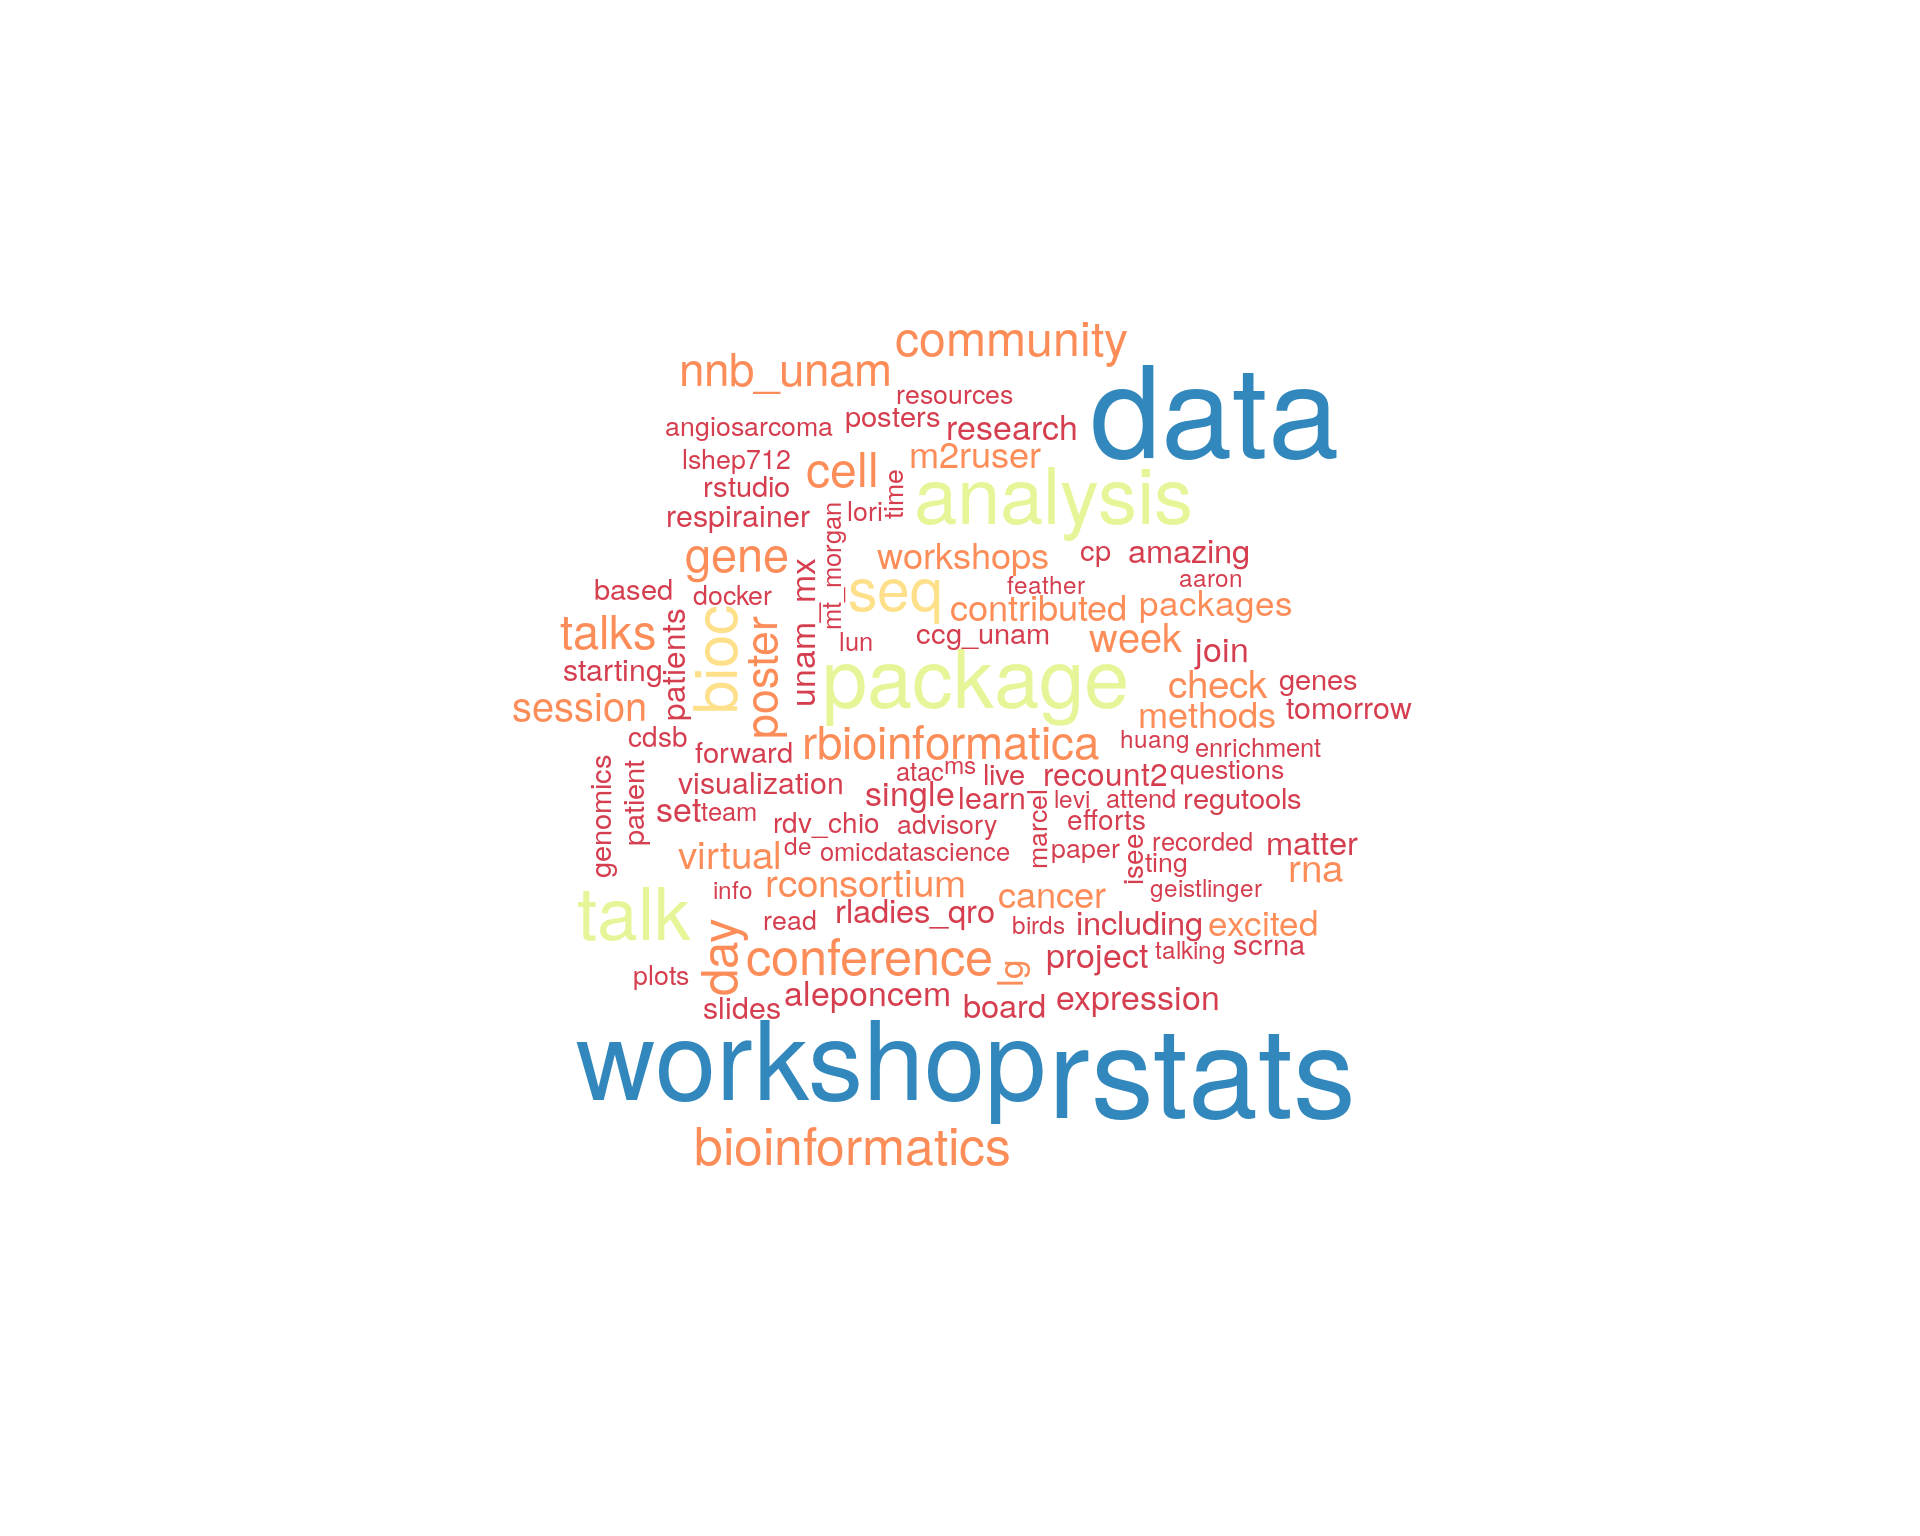 community
nnb_unam
data
resources
angiosarcoma
posters
research
lshep712
cell
m2ruser
rstudio
time
analysis
respirainer
mt_morgan
lori
gene
workshops
cp
amazing
based
docker
unam_mx
seq
feather
aaron
contributed
packages
talks
patients
bioc
poster
lun
ccg_unam
week
join
starting
package
check
genes
session
methods
tomorrow
cdsb
forward
rbioinformatica
huang
enrichment
genomics
patient
visualization
atac
ms
live
recount2
questions
set
team
single
learn
marcel
levi
attend
regutools
rdv_chio
advisory
efforts
virtual
de
omicdatascience
paper
isee
recorded
matter
ting
rna
info
rconsortium
cancer
geistlinger
talk
read
rladies_qro
birds
including
excited
day
conference
lg
project
talking
scrna
plots
slides
aleponcem
board
expression
workshop
rstats
bioinformatics